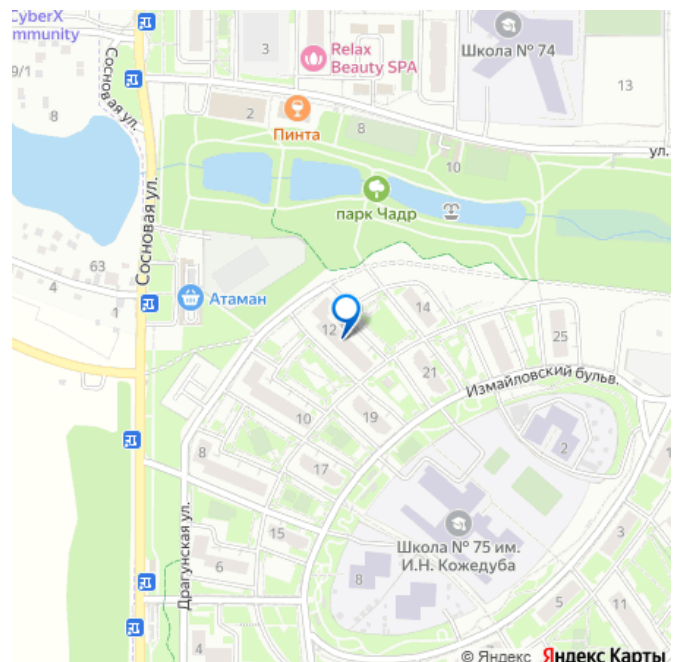 CyberX
mmunity
Сосновая ул.
9/1
8
3
Relax
Beauty SPA
Школа № 74
13
2
Пинта
8
10
ул.
парк Чадр
Сосновая ул.
63
4
1
Атаман
12
14
25
21
Измайловский бульв.
10
19
2
8
17
Школа № 75 им.
И.Н. Кожедуба
Драгунская ул.
15
6
8
3
5
11
4
1
© Яндекс Яндекс Карты